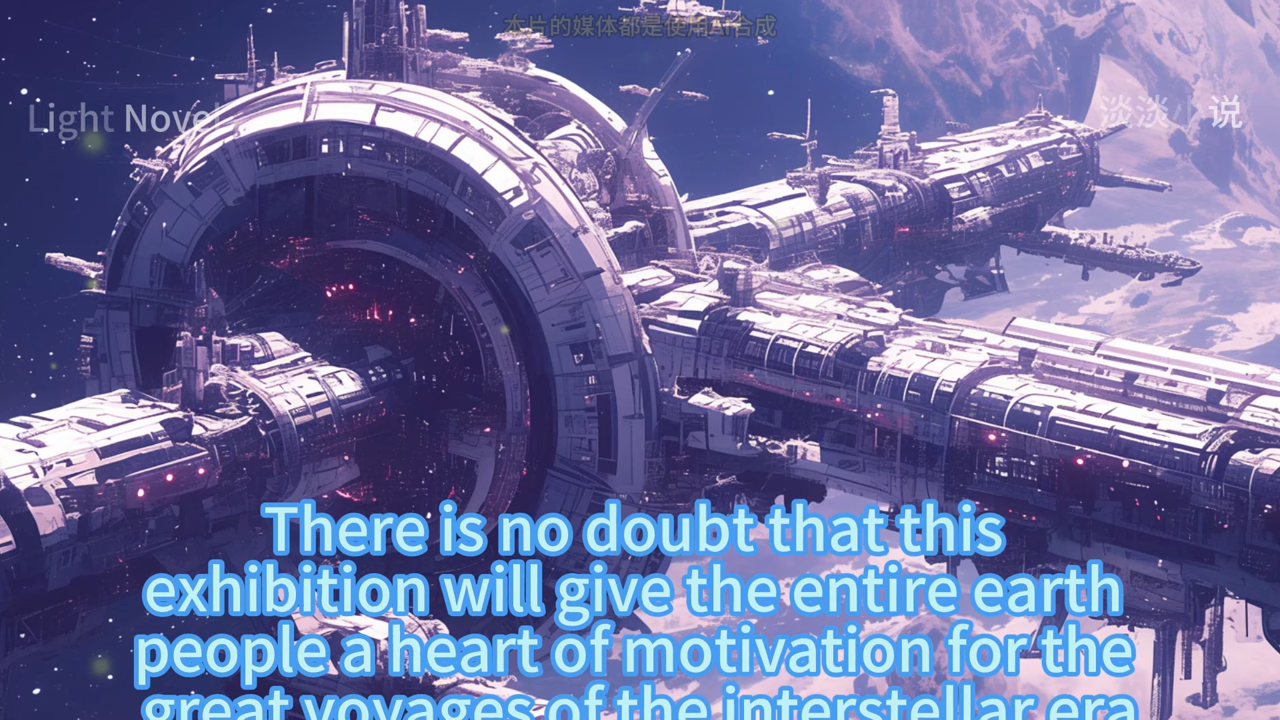 本片的媒体都是使用AI合成
Light Novel
淡淡小说
There is no doubt that this
exhibition will give the entire earth
people a heart of motivation for the
great voyages of the interstellar era